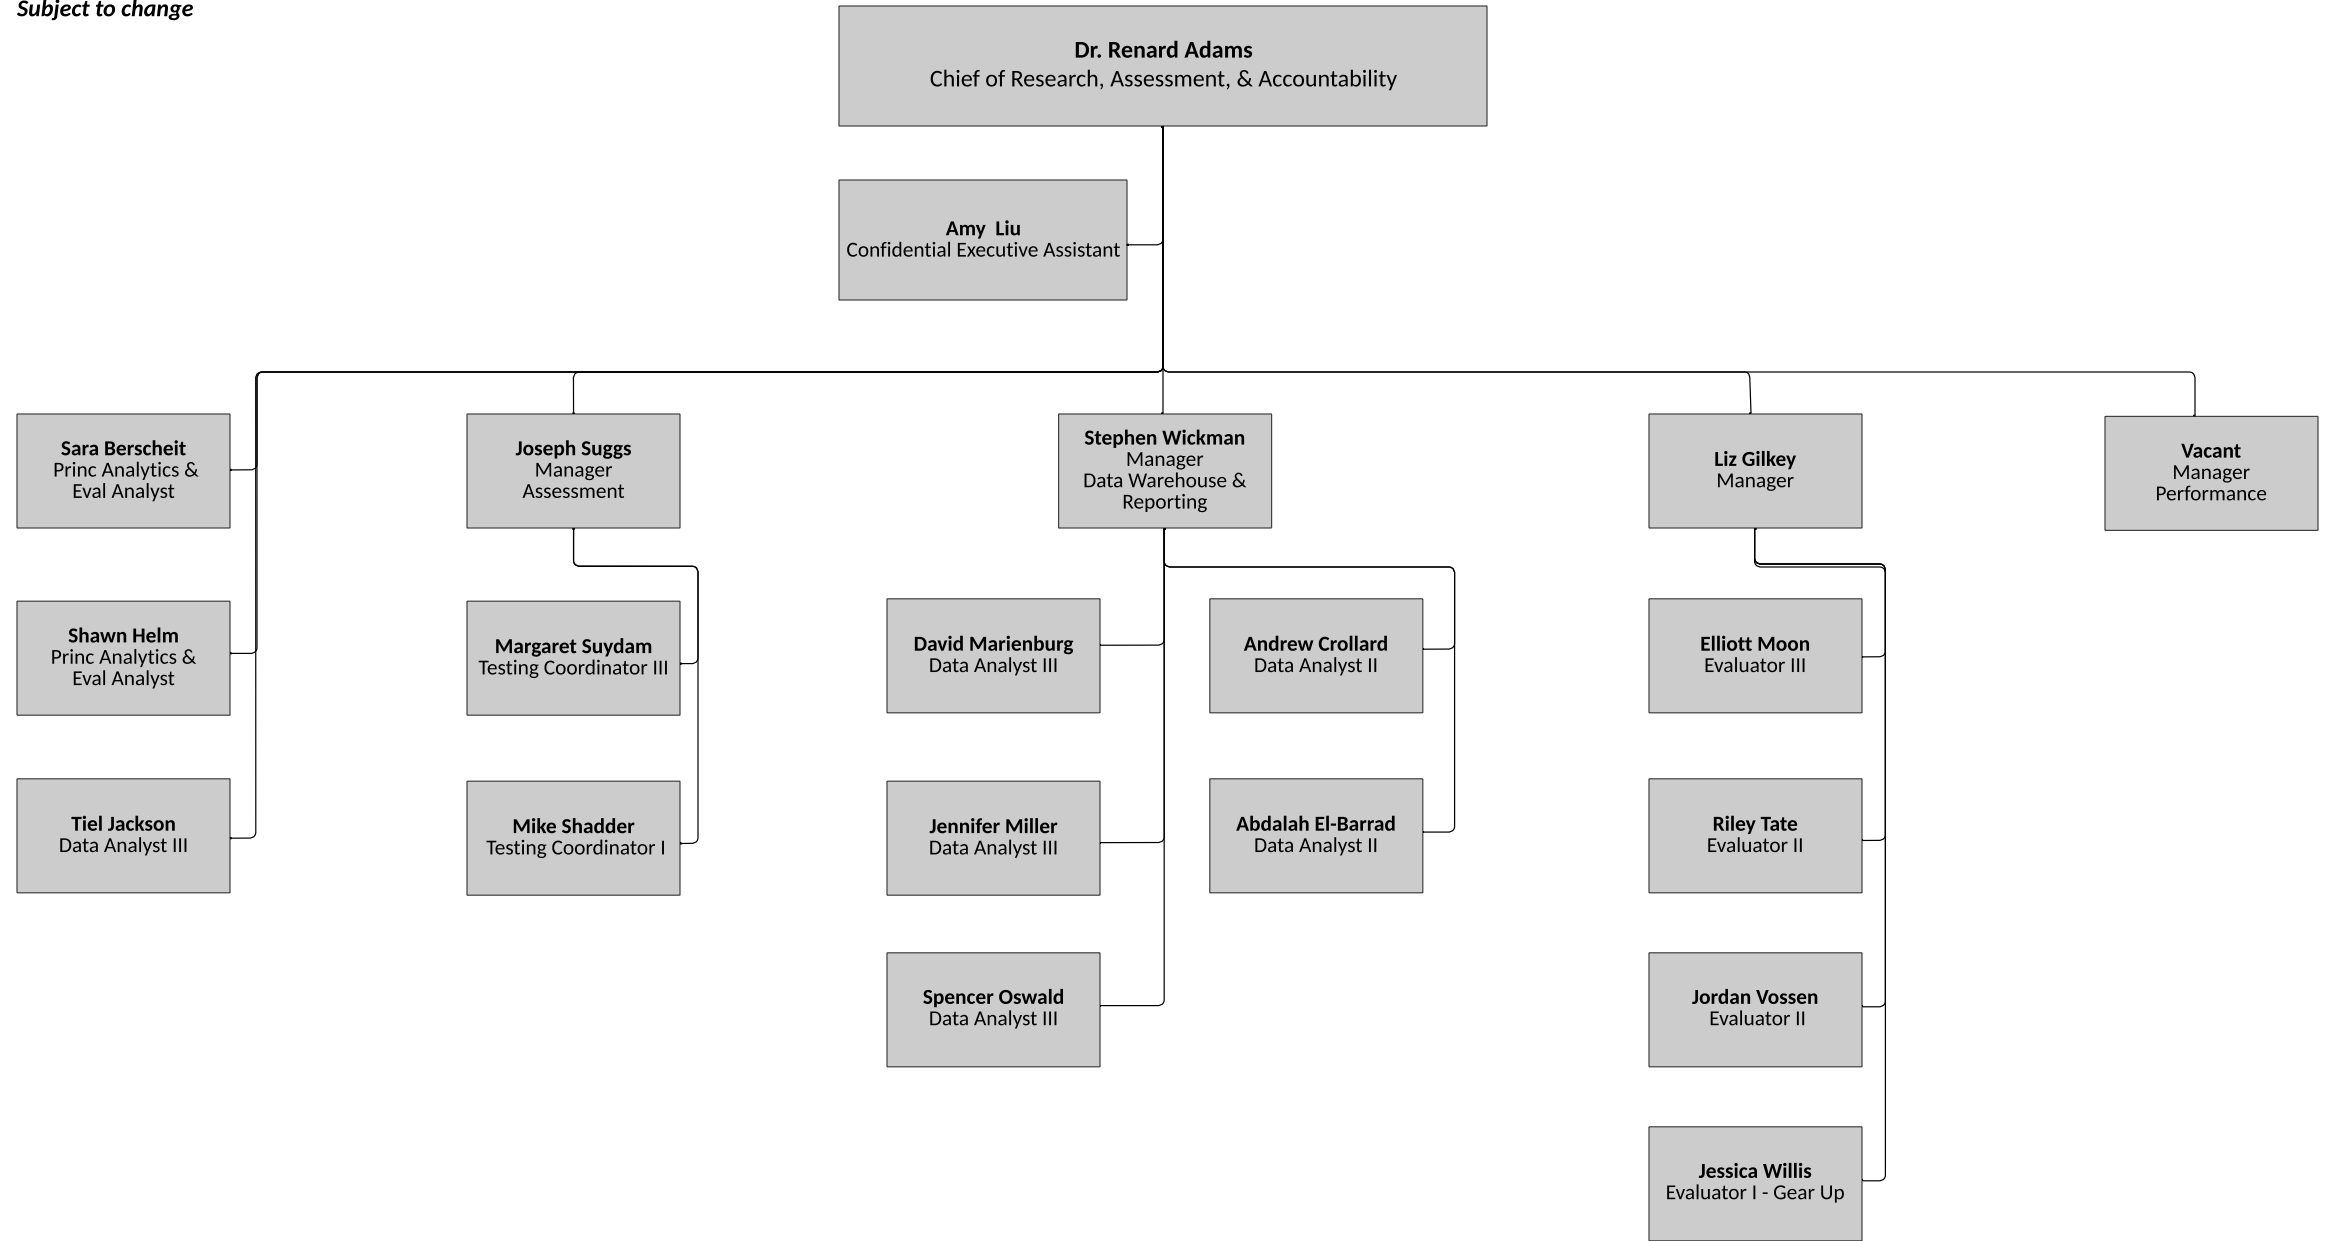 Subject to change
Dr. Renard Adams
Chief of Research, Assessment, & Accountability
Amy  Liu
Confidential Executive Assistant
Sara Berscheit
Princ Analytics &
Eval Analyst
Joseph Suggs
Manager
Assessment
Stephen Wickman
Manager
Data Warehouse &
Reporting
Liz Gilkey
Manager
Vacant
Manager
Performance
Shawn Helm
Princ Analytics &
Eval Analyst
Margaret Suydam
Testing Coordinator III
David Marienburg
Data Analyst III
Andrew Crollard
Data Analyst II
Elliott Moon
Evaluator III
Tiel Jackson
Data Analyst III
Mike Shadder
Testing Coordinator I
Jennifer Miller
Data Analyst III
Abdalah El-Barrad
Data Analyst II
Riley Tate
Evaluator II
Spencer Oswald
Data Analyst III
Jordan Vossen
Evaluator II
Jessica Willis
Evaluator I - Gear Up